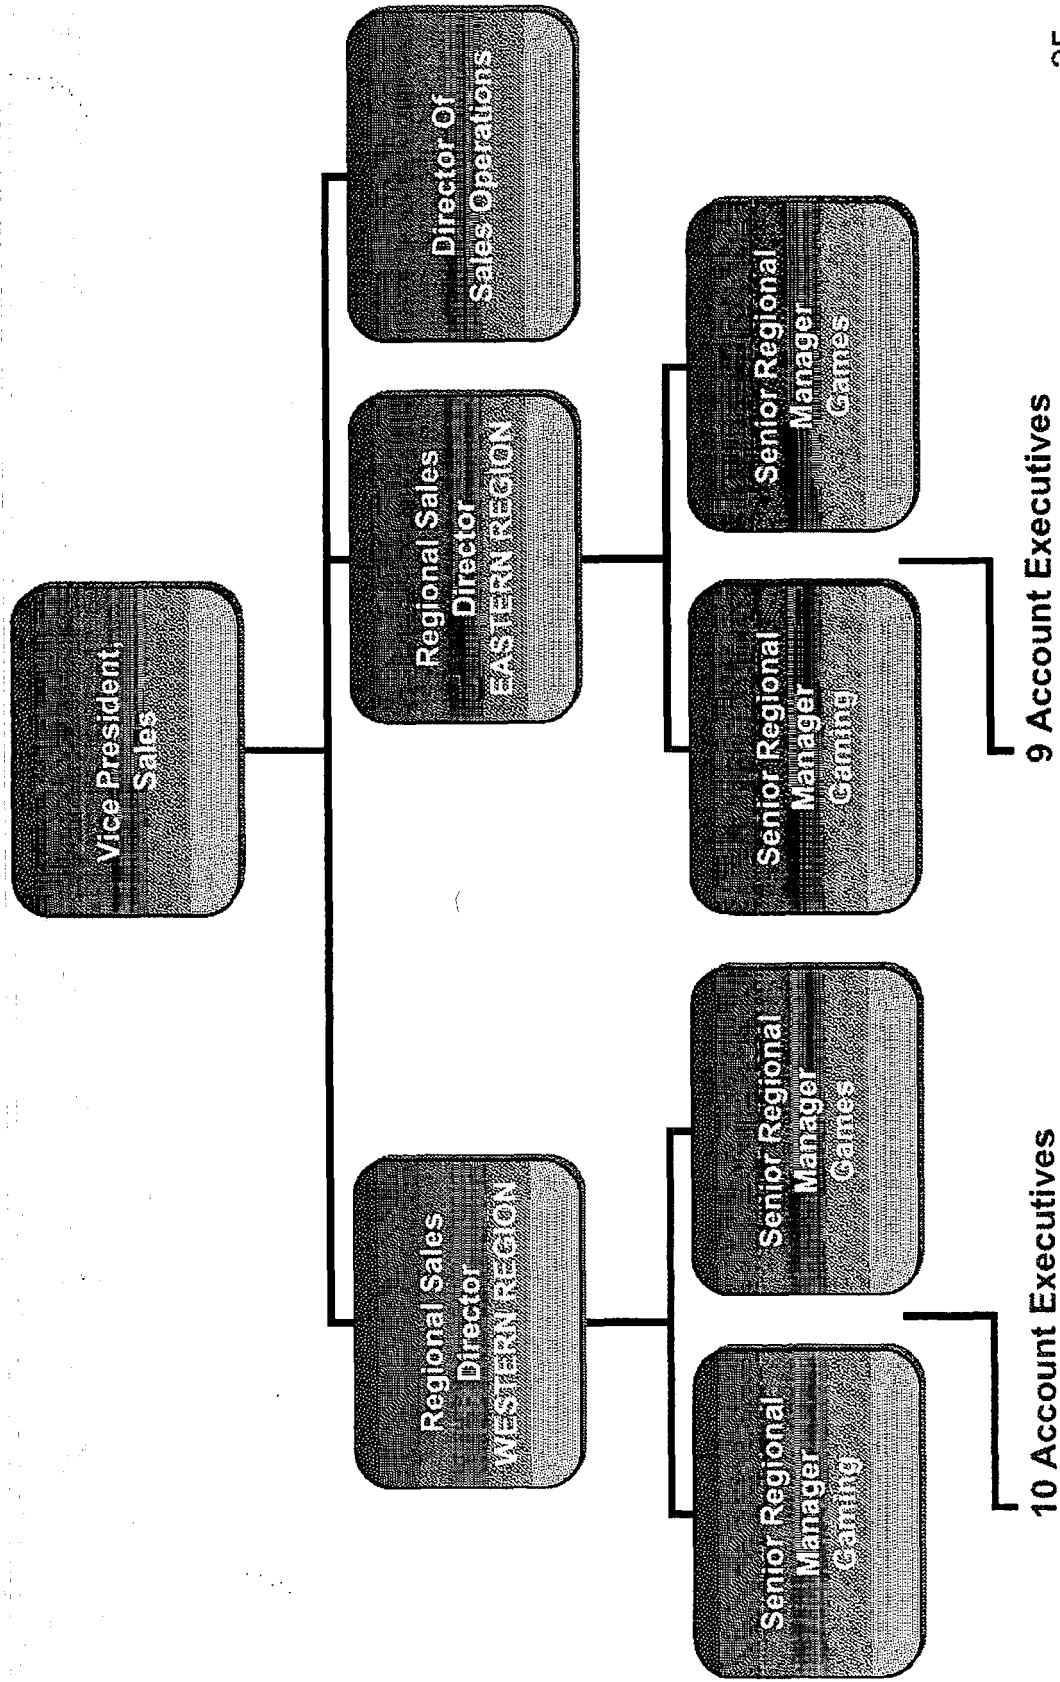 Vice President,
Sales
Regional Sales
Director
WESTERN REGION
Regional Sales
Director
EASTERN REGION
Director Of
Sales Operations
Senior Regional
Manager
Gaming
Senior Regional
Manager
Games
Senior Regional
Manager
Gaming
Senior Regional
Manager
Games
10 Account Executives
9 Account Executives